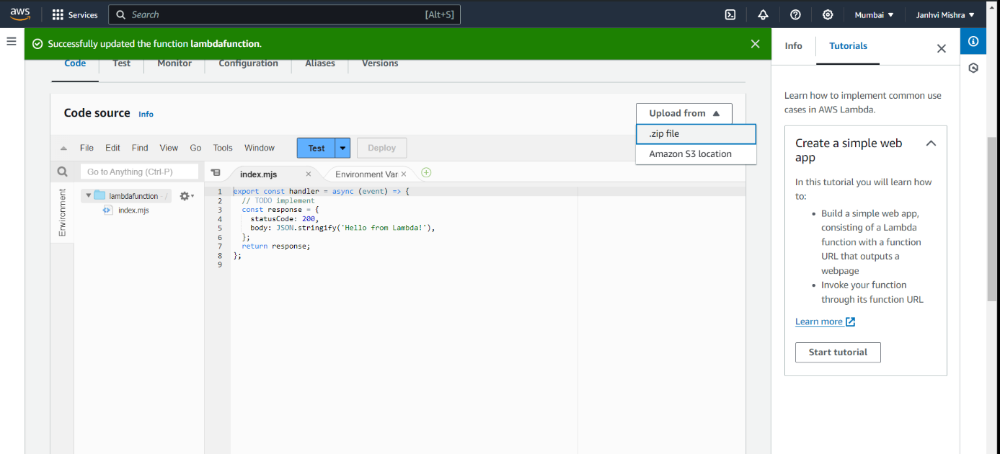 aws
Services
Search
[Alt+S]
Mumbai
Janhvi Mishra
Successfully updated the function lambdafunction.
Code
Test
Monitor
Configuration
Aliases
Versions
Code source
Info
Upload from
.zip file
Amazon S3 location
File
Edit
Find
View
Go
Tools
Window
Test
Deploy
Go to Anything (Ctrl-P)
index.mjs
Environment Var
Environment
lambdafunction - /
index.mjs
1 export const handler = async (event) => {
2 // TODO implement
3 const response = {
4 statusCode: 200,
5 body: JSON.stringify('Hello from Lambda!'),
6 };
7 return response;
8 };
9
Info
Tutorials
Learn how to implement common use
cases in AWS Lambda.
Create a simple web
app
In this tutorial you will learn how
to:
• Build a simple web app,
consisting of a Lambda
function with a function
URL that outputs a
webpage
• Invoke your function
through its function URL
Learn more
Start tutorial